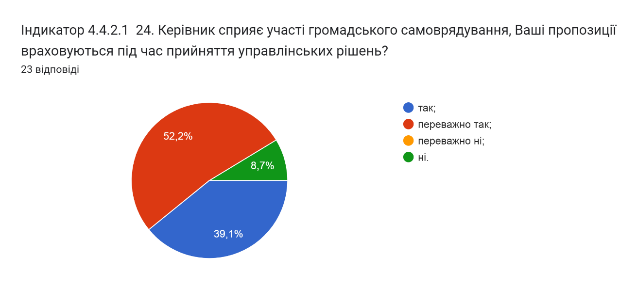 Індикатор 4.4.2.1  24. Керівник сприяє участі громадського самоврядування, Ваші пропозиції
враховуються під час прийняття управлінських рішень?
23 відповіді
так;
переважно так;
переважно ні;
ні.
52,2%
8,7%
39,1%